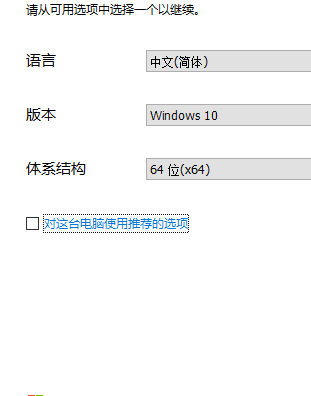 请从可用选项中选择一个以继续。
语言
中文(简体)
版本
Windows 10
体系结构
64 位(x64)
对这台电脑使用推荐的选项